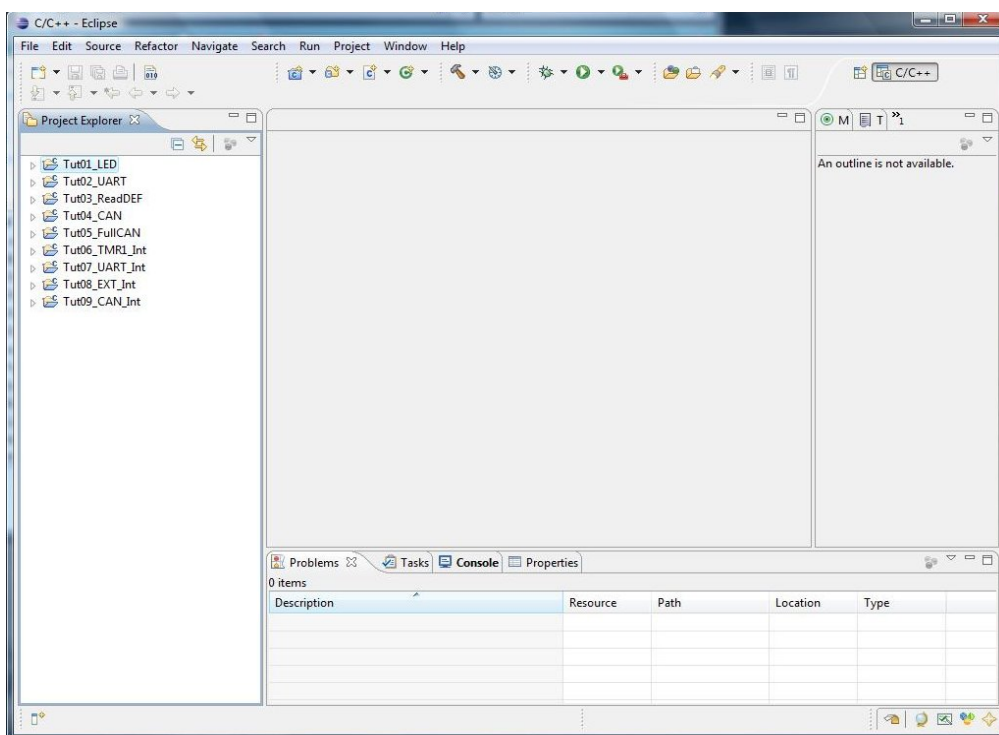 C/C++ - Eclipse
File Edit Source Refactor Navigate Search Run Project Window Help
010
C/C++
Project Explorer
M T »1
Tut01_LED
Tut02_UART
Tut03_ReadDEF
Tut04_CAN
Tut05_FullCAN
Tut06_TMR1_Int
Tut07_UART_Int
Tut08_EXT_Int
Tut09_CAN_Int
An outline is not available.
Problems Tasks Console Properties
0 items
Description Resource Path Location Type